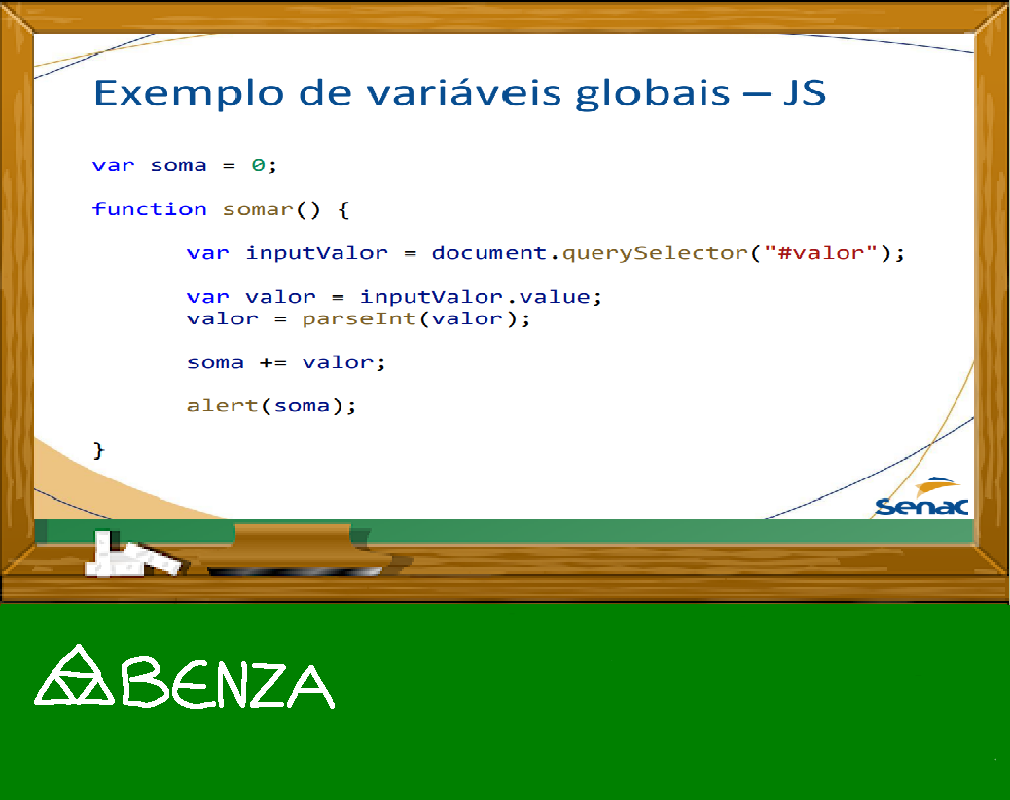 Exemplo de variáveis globais – JS
var soma = 0;
function somar() {
var inputValor = document.querySelector("#valor");
var valor = inputValor.value;
valor = parseInt(valor);
soma += valor;
alert(soma);
}
Senac
BENZA